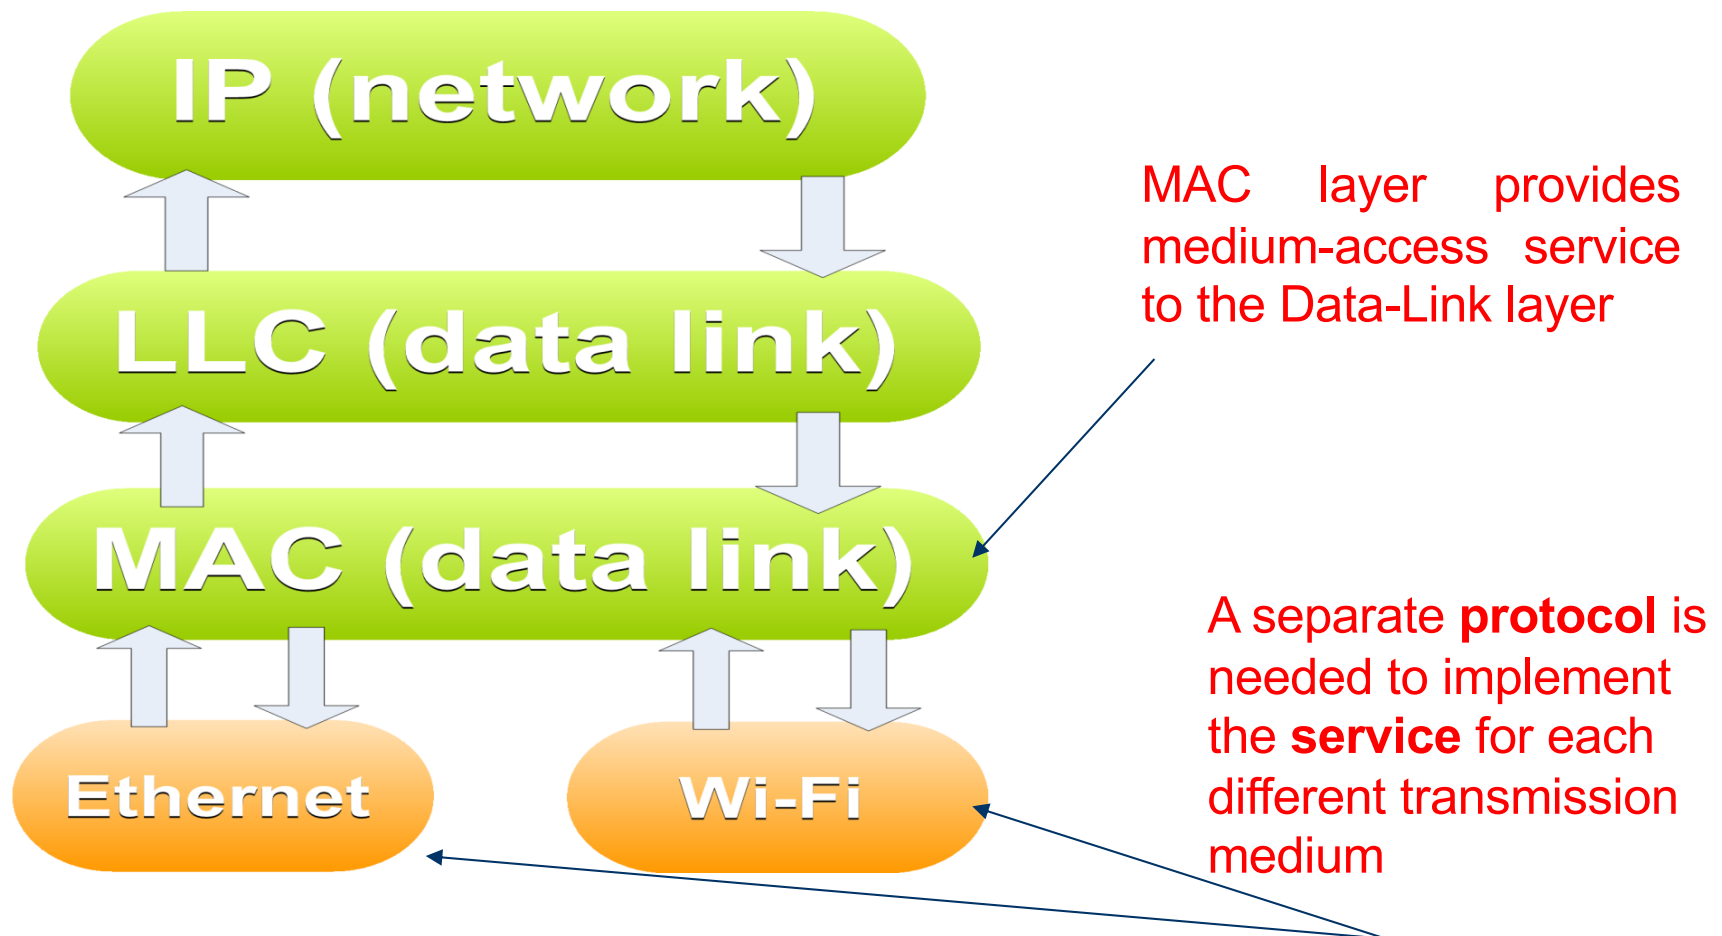 IP (network)
LLC (data link)
MAC (data link)
Ethernet
Wi-Fi
MAC layer provides
medium-access service
to the Data-Link layer
A separate protocol is
needed to implement
the service for each
different transmission
medium